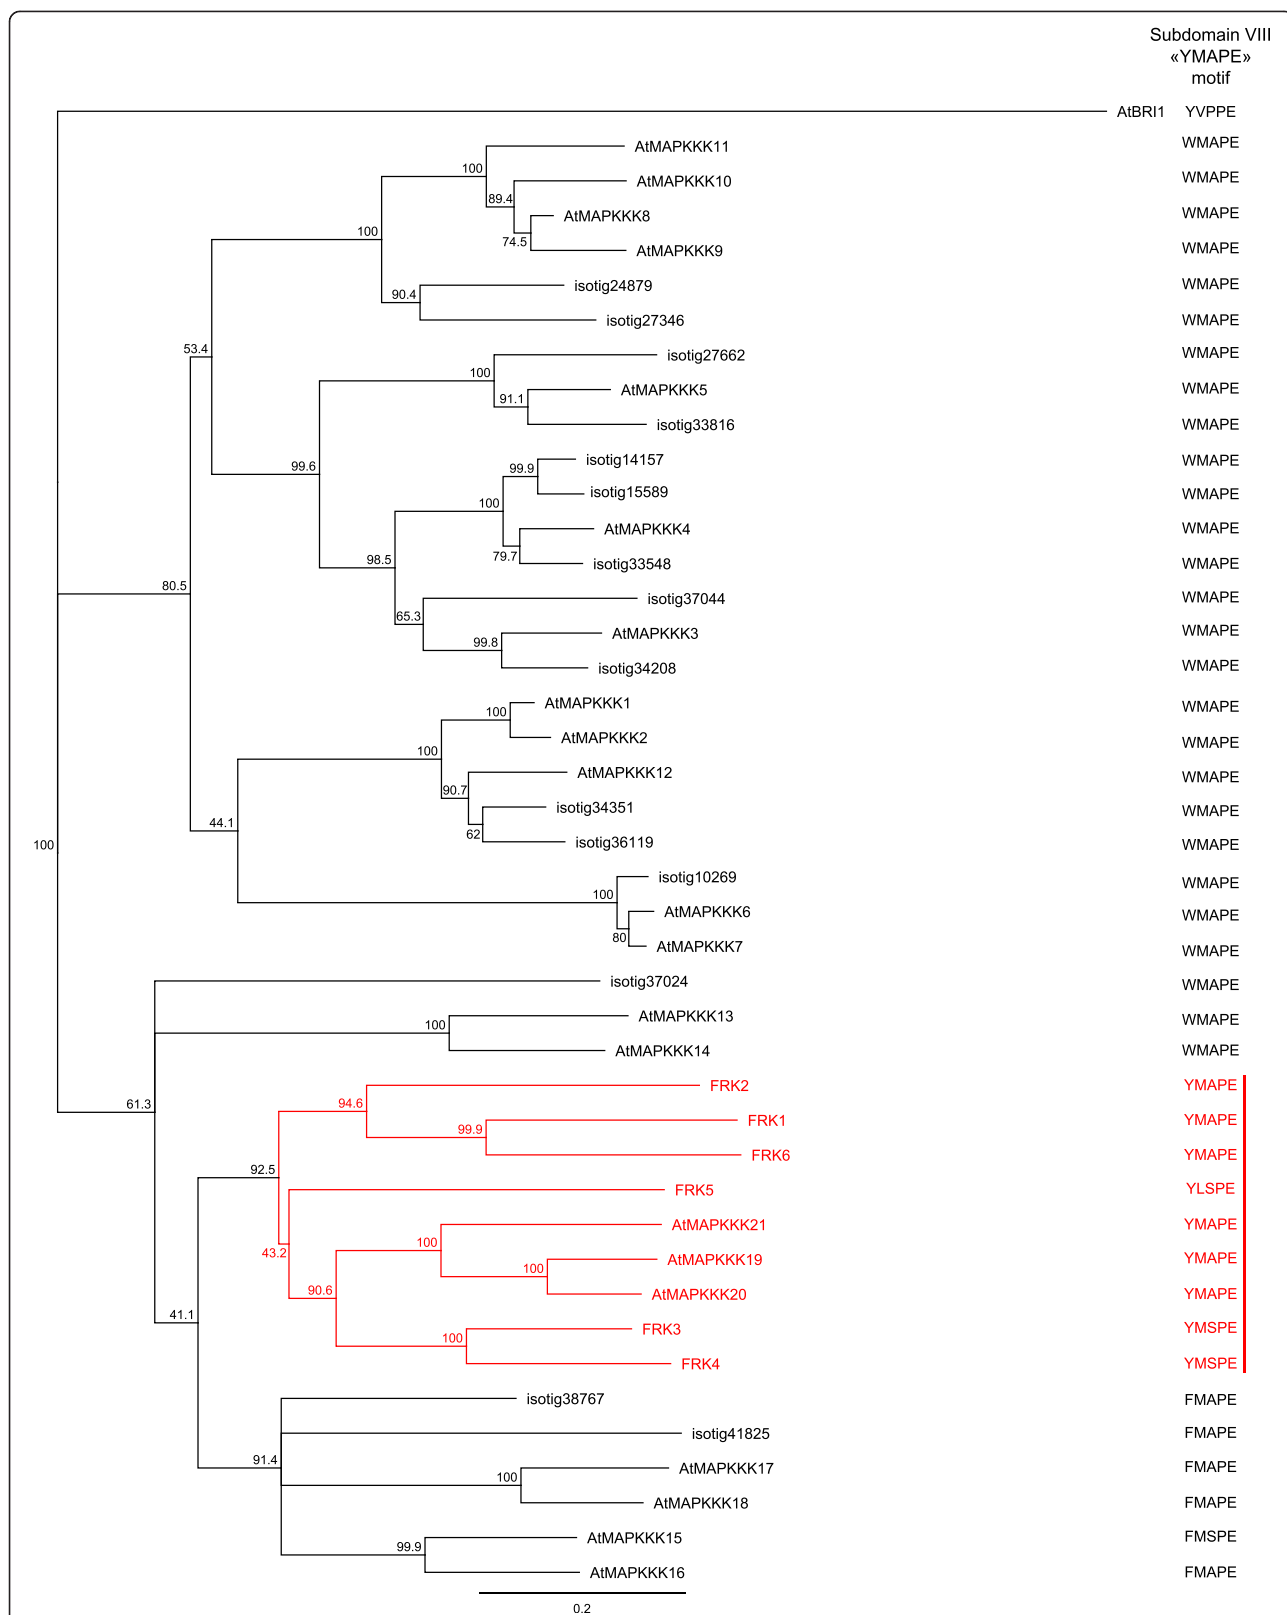 Subdomain VIII
«YMAPE»
motif
AtBRI1 YVPPE
AtMAPKKK11 WMAPE
100
AtMAPKKK10 WMAPE
89.4
AtMAPKKK8 WMAPE
100
74.5
AtMAPKKK9 WMAPE
isotig24879 WMAPE
90.4
isotig27346 WMAPE
53.4
isotig27662 WMAPE
100
AtMAPKKK5 WMAPE
91.1
isotig33816 WMAPE
isotig14157 WMAPE
99.6
99.9
isotig15589 WMAPE
100
AtMAPKKK4 WMAPE
79.7
98.5
isotig33548 WMAPE
80.5
isotig37044 WMAPE
65.3
AtMAPKKK3 WMAPE
99.8
isotig34208 WMAPE
AtMAPKKK1 WMAPE
100
AtMAPKKK2 WMAPE
100
AtMAPKKK12 WMAPE
90.7
isotig34351 WMAPE
44.1
62
isotig36119 WMAPE
100
isotig10269 WMAPE
100
AtMAPKKK6 WMAPE
80
AtMAPKKK7 WMAPE
isotig37024 WMAPE
AtMAPKKK13 WMAPE
100
AtMAPKKK14 WMAPE
FRK2 YMAPE
61.3
94.6
FRK1 YMAPE
99.9
FRK6 YMAPE
92.5
FRK5 YLSPE
AtMAPKKK21 YMAPE
100
43.2
AtMAPKKK19 YMAPE
100
90.6
AtMAPKKK20 YMAPE
41.1
FRK3 YMSPE
100
FRK4 YMSPE
isotig38767 FMAPE
isotig41825 FMAPE
91.4
AtMAPKKK17 FMAPE
100
AtMAPKKK18 FMAPE
AtMAPKKK15 FMSPE
99.9
AtMAPKKK16 FMAPE
0.2